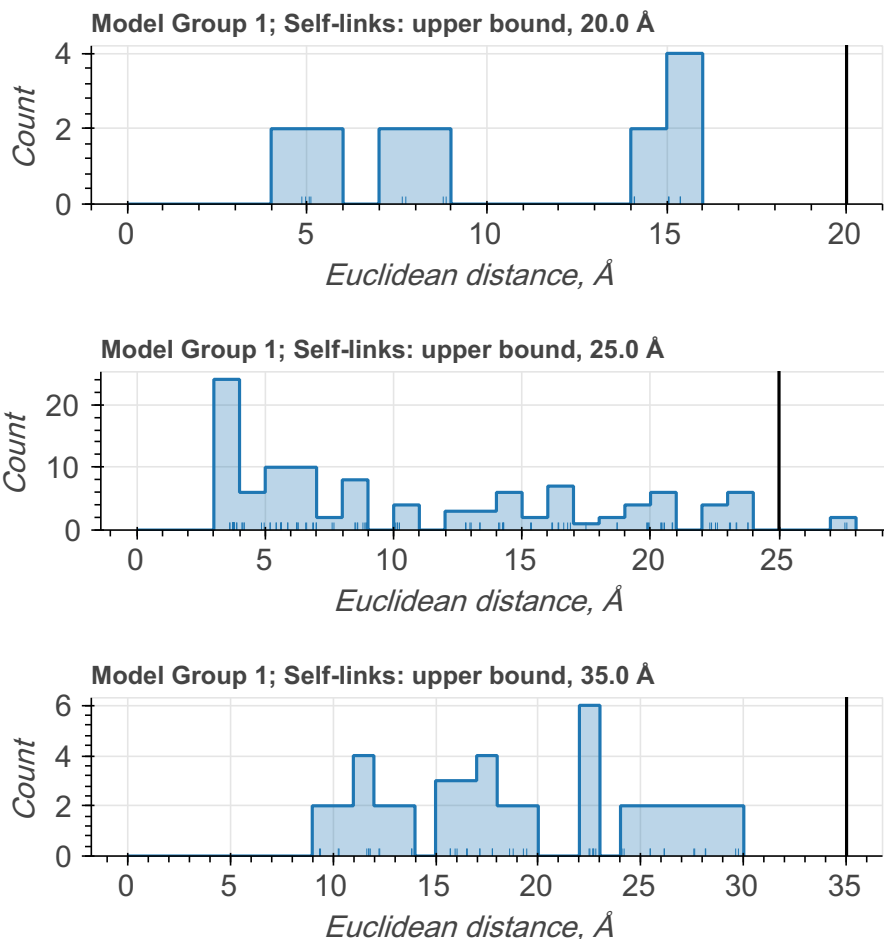 Model Group 1; Self-links: upper bound, 20.0 Å
4
2
0
Count
0 5 10 15 20
Euclidean distance, Å
Model Group 1; Self-links: upper bound, 25.0 Å
20
10
0
Count
0 5 10 15 20 25
Euclidean distance, Å
Model Group 1; Self-links: upper bound, 35.0 Å
6
4
2
0
Count
0 5 10 15 20 25 30 35
Euclidean distance, Å